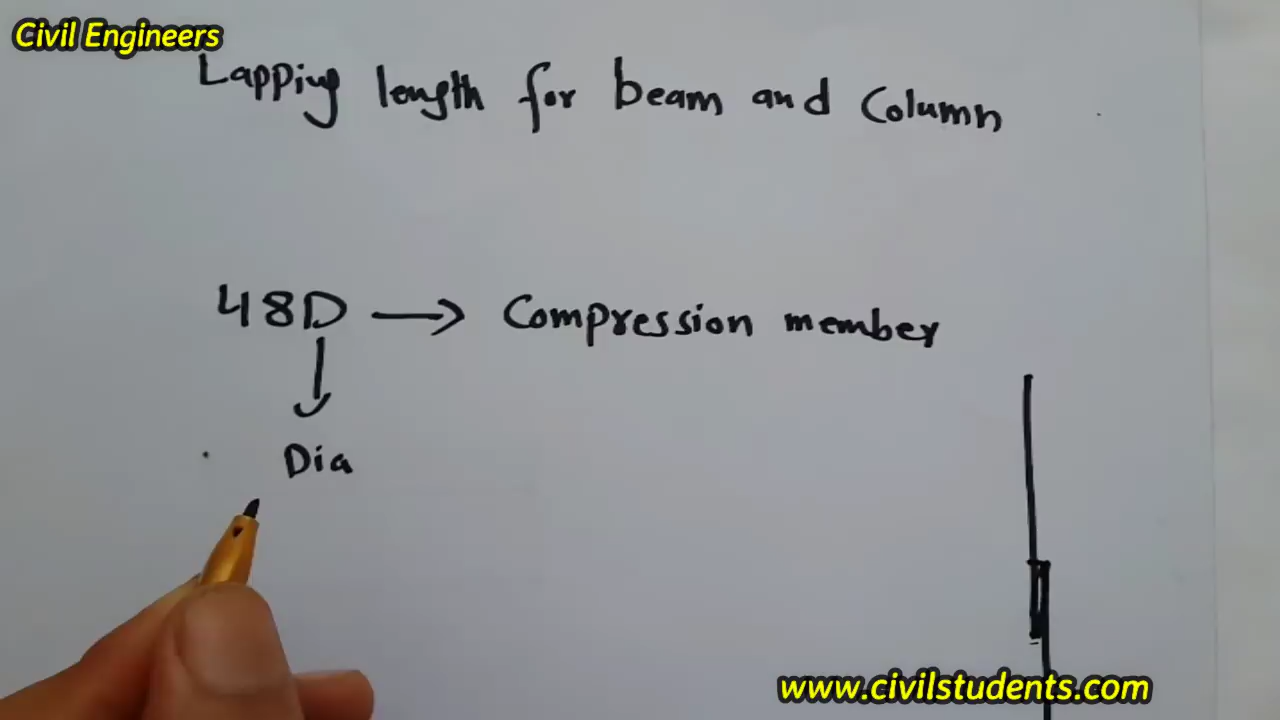 Civil Engineers
Lapping length for beam and Column
48D → Compression member
Dia
www.civilstudents.com